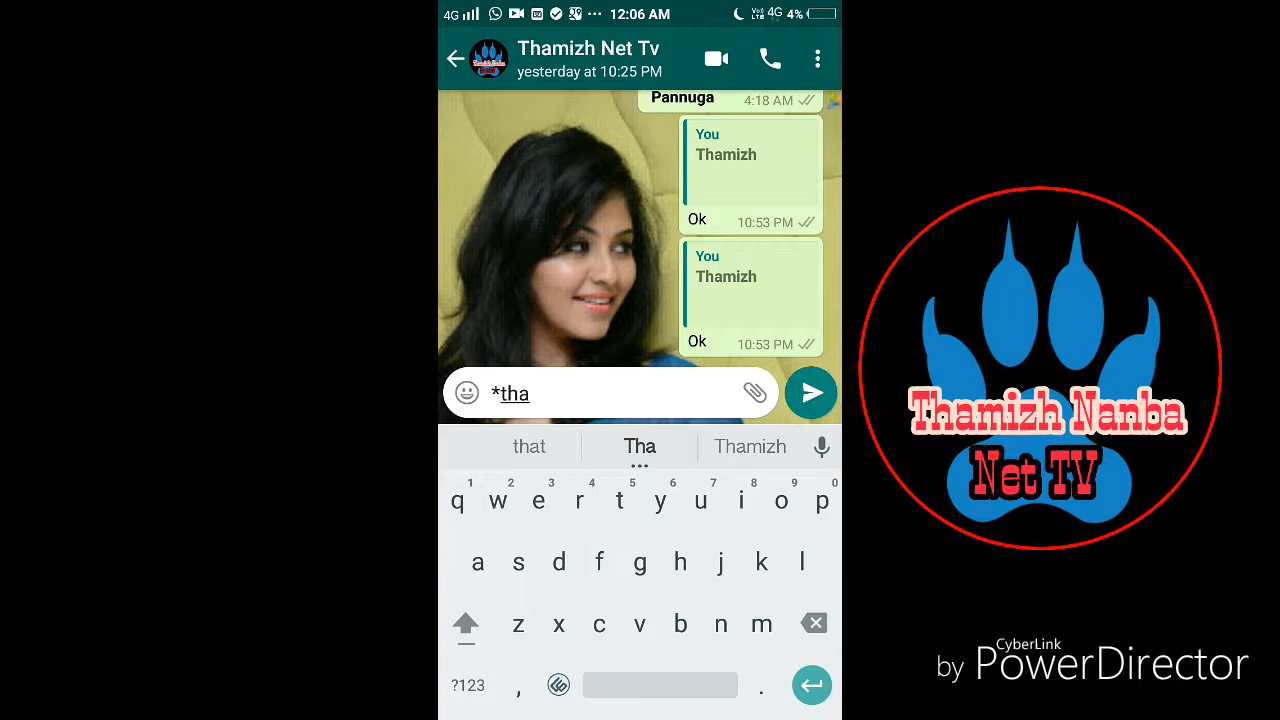 4G 12:06 AM 4G 4%
Thamizh Net Tv
yesterday at 10:25 PM
Pannuga 4:18 AM
You
Thamizh
Ok 10:53 PM
You
Thamizh
Ok 10:53 PM
*tha
that Tha Thamizh
1 2 3 4 5 6 7 8 9 0
q w e r t y u i o p
a s d f g h j k l
z x c v b n m
?123 , .
Thamizh Nanba
Net TV
CyberLink
by PowerDirector